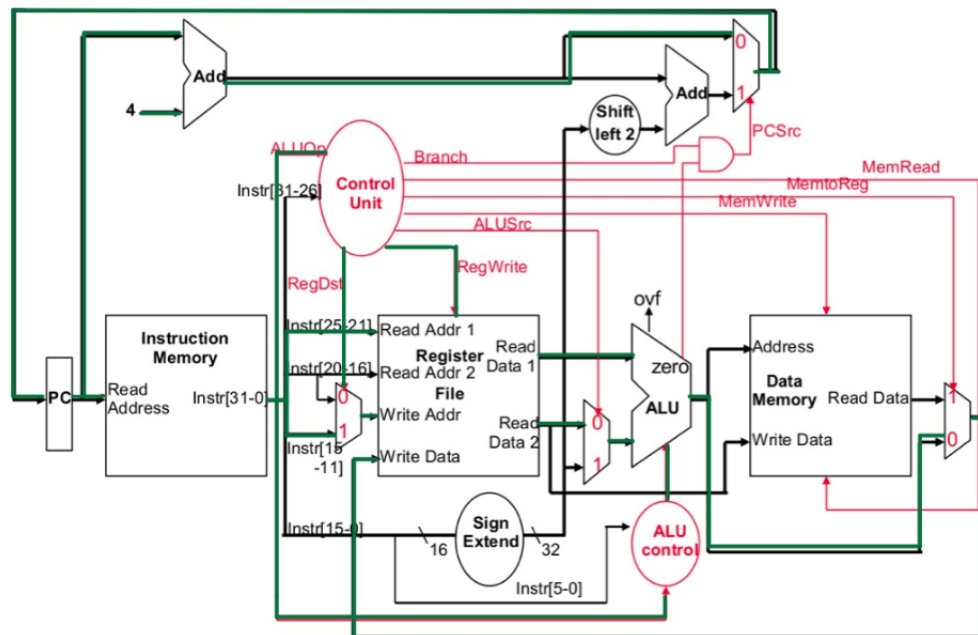 0
Add
Add
4
Shift
left 2
1
PCSrc
ALUOp
Branch
MemRead
Instr[31-26]
Control
Unit
MemtoReg
MemWrite
ALUSrc
RegDst
RegWrite
ovf
Instruction
Memory
Instr[25-21]
Read Addr 1
Register
File
Read
Data 1
zero
Address
Data
Memory
PC
Read
Address
Instr[31-0]
Instr[20-16]
Read Addr 2
0
Write Addr
1
ALU
Read Data
1
Instr[15
-11]
Read
Data 2
0
Write Data
Write Data
0
1
Instr[15-0]
16
Sign
Extend
32
ALU
control
Instr[5-0]